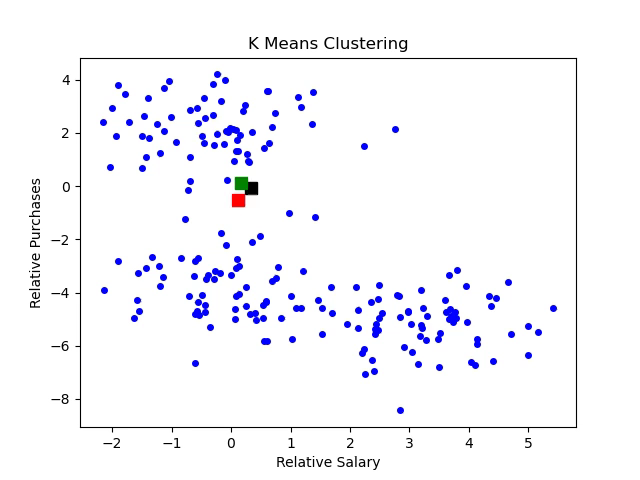 K Means Clustering
Relative Purchases
4
2
0
−2
−4
−6
−8
−2 −1 0 1 2 3 4 5
Relative Salary